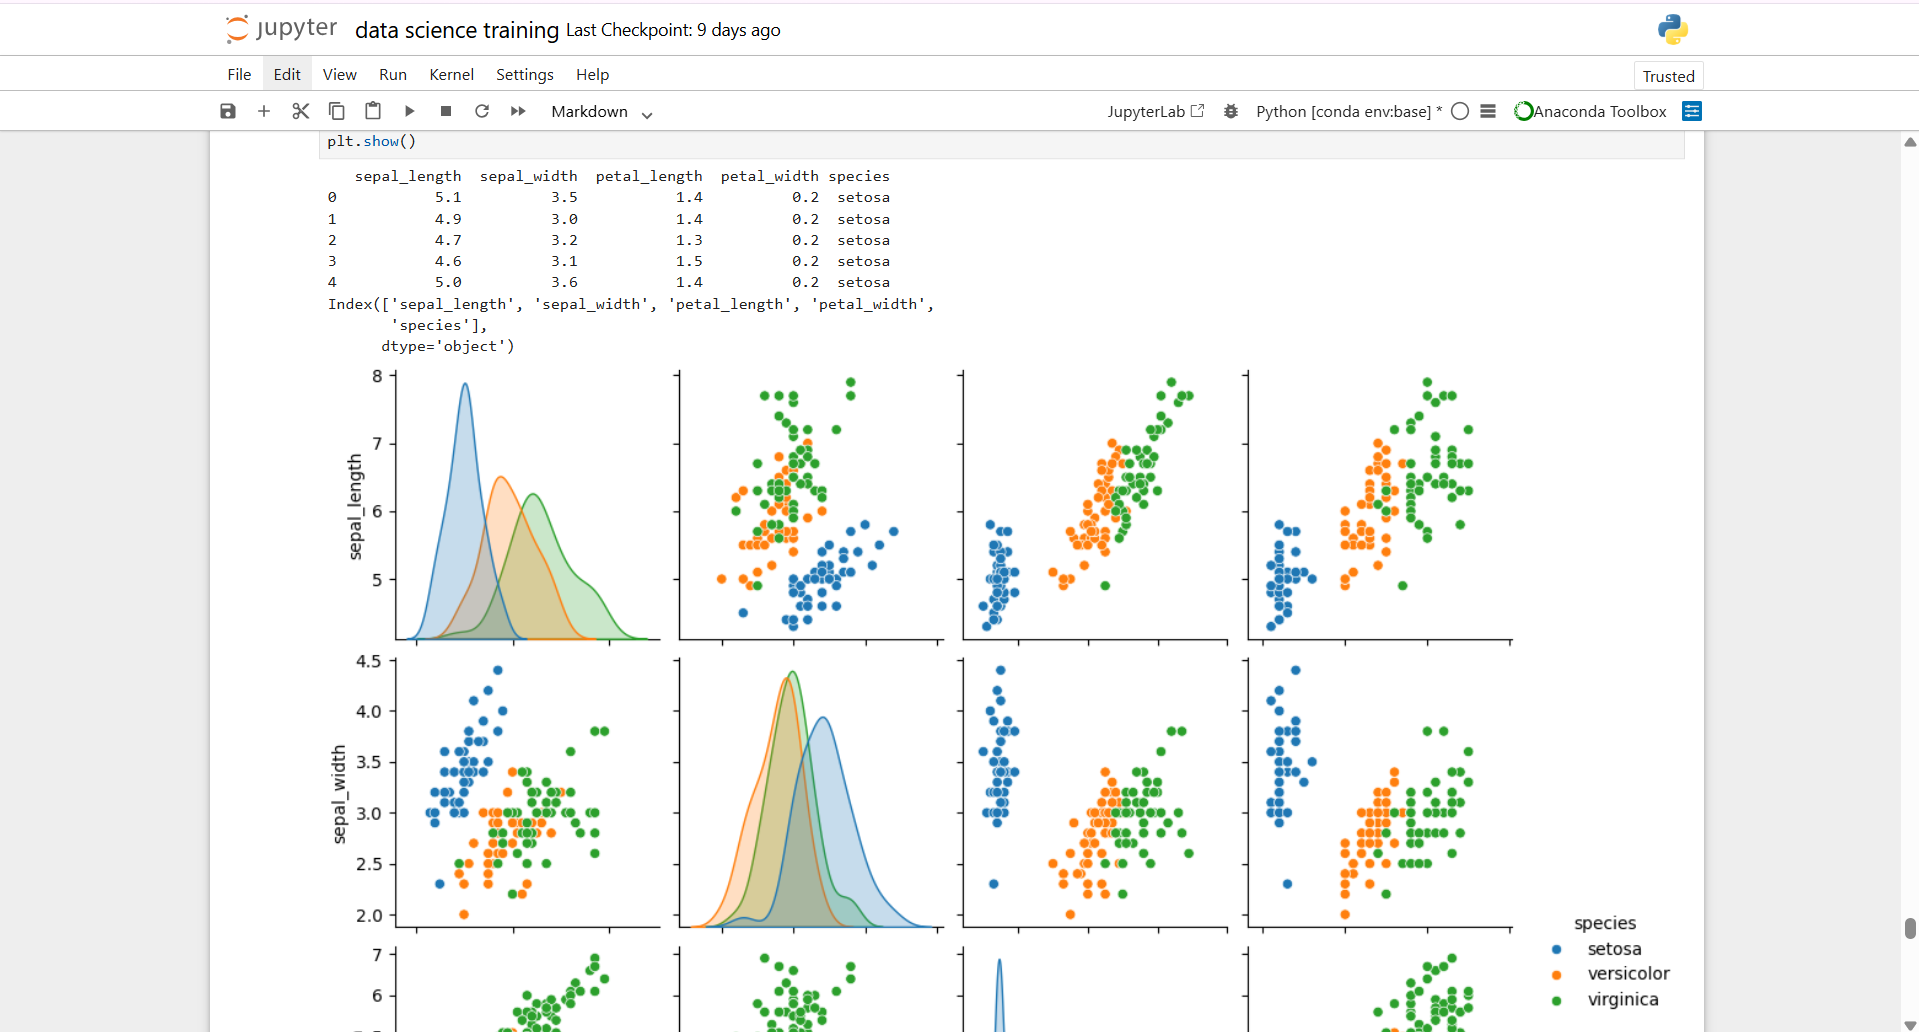 jupyter data science training Last Checkpoint: 9 days ago
File Edit View Run Kernel Settings Help Trusted
Markdown JupyterLab Python [conda env:base] * Anaconda Toolbox
plt.show()
sepal_length sepal_width petal_length petal_width species
0 5.1 3.5 1.4 0.2 setosa
1 4.9 3.0 1.4 0.2 setosa
2 4.7 3.2 1.3 0.2 setosa
3 4.6 3.1 1.5 0.2 setosa
4 5.0 3.6 1.4 0.2 setosa
Index(['sepal_length', 'sepal_width', 'petal_length', 'petal_width',
'species'],
dtype='object')
8
7
6
5
sepal_length
4.5
4.0
3.5
3.0
2.5
2.0
sepal_width
7
6
species
setosa
versicolor
virginica